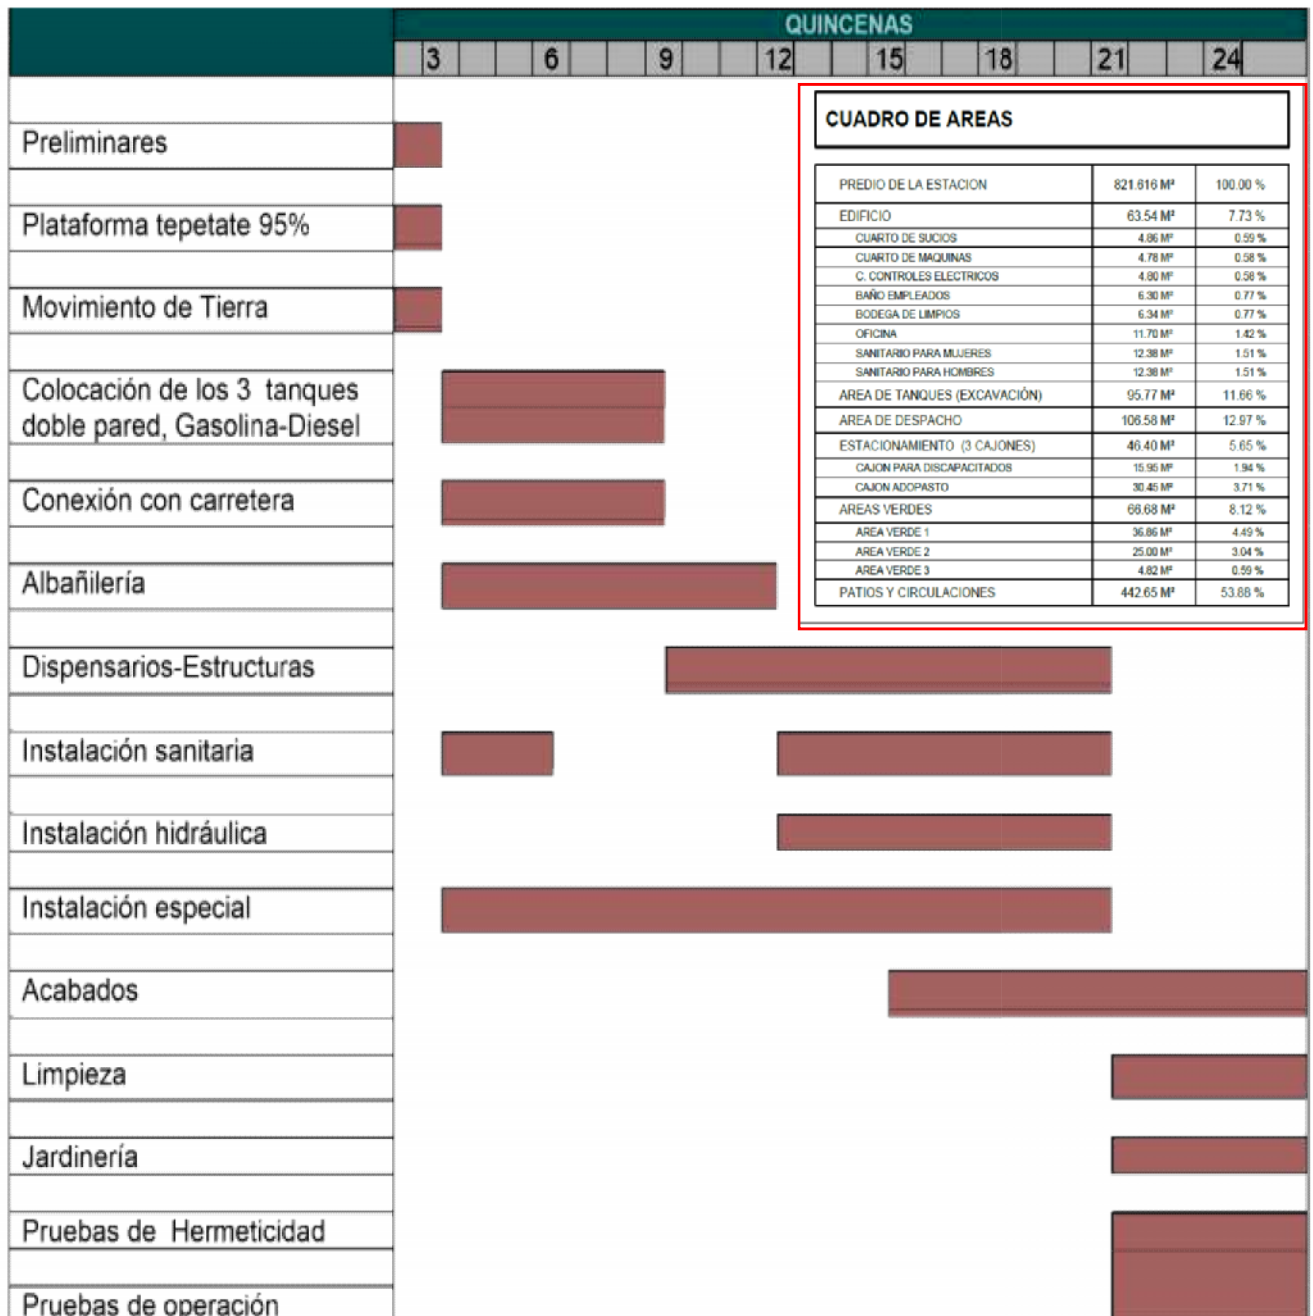 QUINCENAS
3 6 9 12 15 18 21 24
CUADRO DE AREAS
PREDIO DE LA ESTACION 821.616 M² 100.00 %
EDIFICIO 63.54 M² 7.73 %
CUARTO DE SUCIOS 4.86 M² 0.59 %
CUARTO DE MAQUINAS 4.78 M² 0.58 %
C. CONTROLES ELECTRICOS 4.80 M² 0.58 %
BAÑO EMPLEADOS 6.30 M² 0.77 %
BODEGA DE LIMPIOS 6.34 M² 0.77 %
OFICINA 11.70 M² 1.42 %
SANITARIO PARA MUJERES 12.38 M² 1.51 %
SANITARIO PARA HOMBRES 12.38 M² 1.51 %
AREA DE TANQUES (EXCAVACIÓN) 95.77 M² 11.66 %
AREA DE DESPACHO 106.58 M² 12.97 %
ESTACIONAMIENTO (3 CAJONES) 46.40 M² 5.65 %
CAJON PARA DISCAPACITADOS 15.95 M² 1.94 %
CAJON ADOPASTO 30.45 M² 3.71 %
AREAS VERDES 66.68 M² 8.12 %
AREA VERDE 1 36.86 M² 4.49 %
AREA VERDE 2 25.00 M² 3.04 %
AREA VERDE 3 4.82 M² 0.59 %
PATIOS Y CIRCULACIONES 442.65 M² 53.88 %
Preliminares
Plataforma tepetate 95%
Movimiento de Tierra
Colocación de los 3 tanques
doble pared, Gasolina-Diesel
Conexión con carretera
Albañilería
Dispensarios-Estructuras
Instalación sanitaria
Instalación hidráulica
Instalación especial
Acabados
Limpieza
Jardinería
Pruebas de Hermeticidad
Pruebas de operación